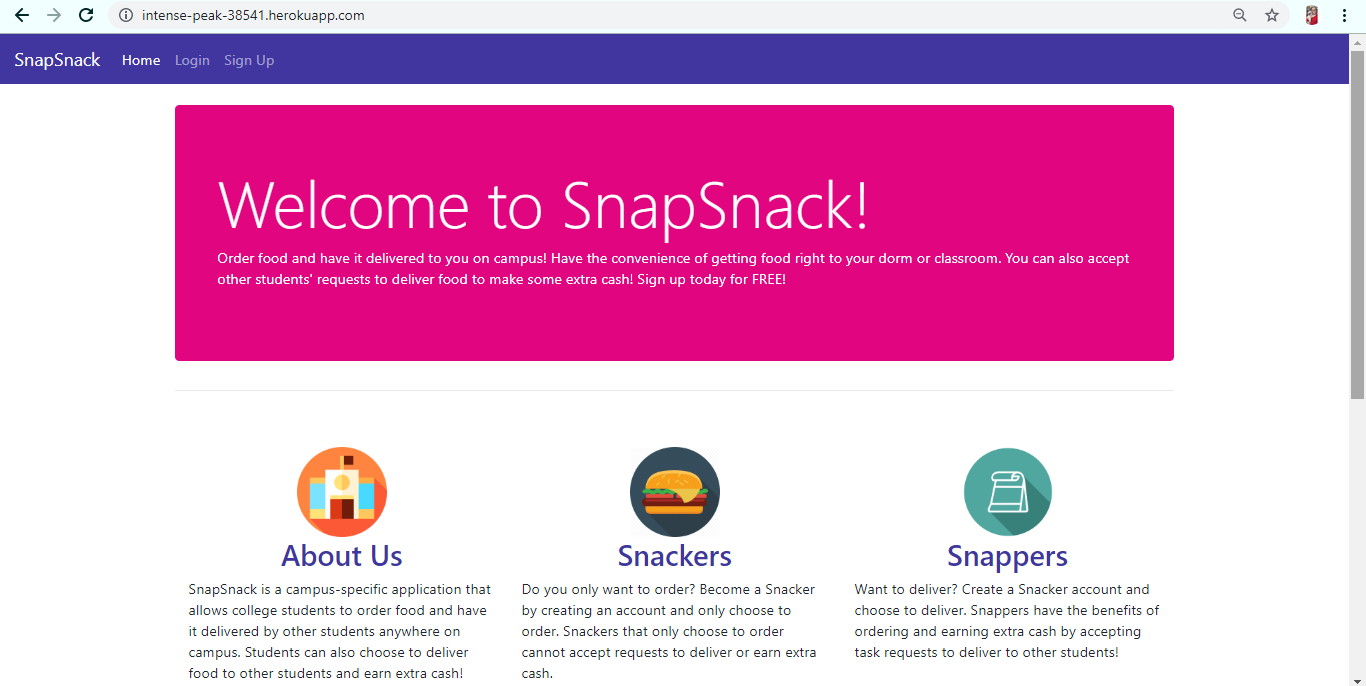 intense-peak-38541.herokuapp.com
SnapSnack Home Login Sign Up
Welcome to SnapSnack!
Order food and have it delivered to you on campus! Have the convenience of getting food right to your dorm or classroom. You can also accept
other students' requests to deliver food to make some extra cash! Sign up today for FREE!
About Us
SnapSnack is a campus-specific application that
allows college students to order food and have
it delivered by other students anywhere on
campus. Students can also choose to deliver
food to other students and earn extra cash!
Snackers
Do you only want to order? Become a Snacker
by creating an account and only choose to
order. Snackers that only choose to order
cannot accept requests to deliver or earn extra
cash.
Snappers
Want to deliver? Create a Snacker account and
choose to deliver. Snappers have the benefits of
ordering and earning extra cash by accepting
task requests to deliver to other students!